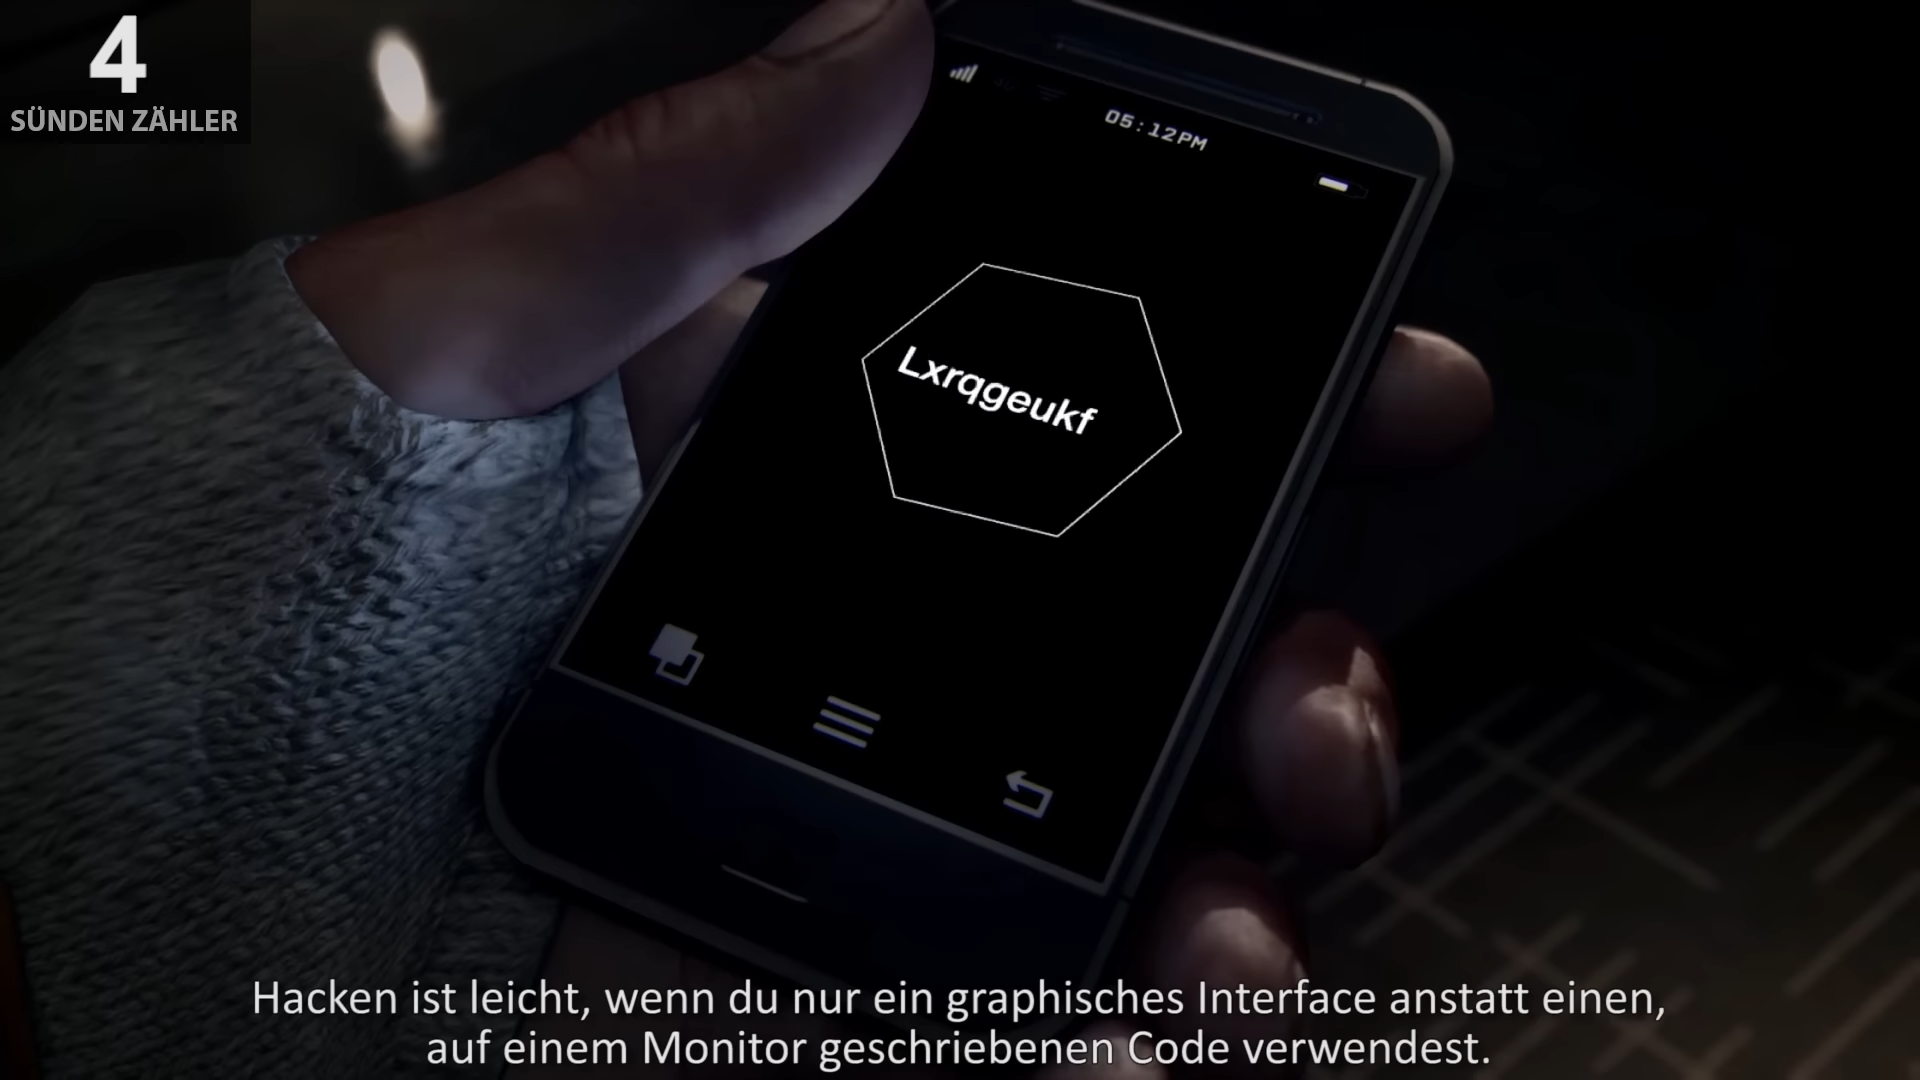 4
SÜNDEN ZÄHLER
05:12PM
Lxrqgeukf
Hacken ist leicht, wenn du nur ein graphisches Interface anstatt einen,
auf einem Monitor geschriebenen Code verwendest.